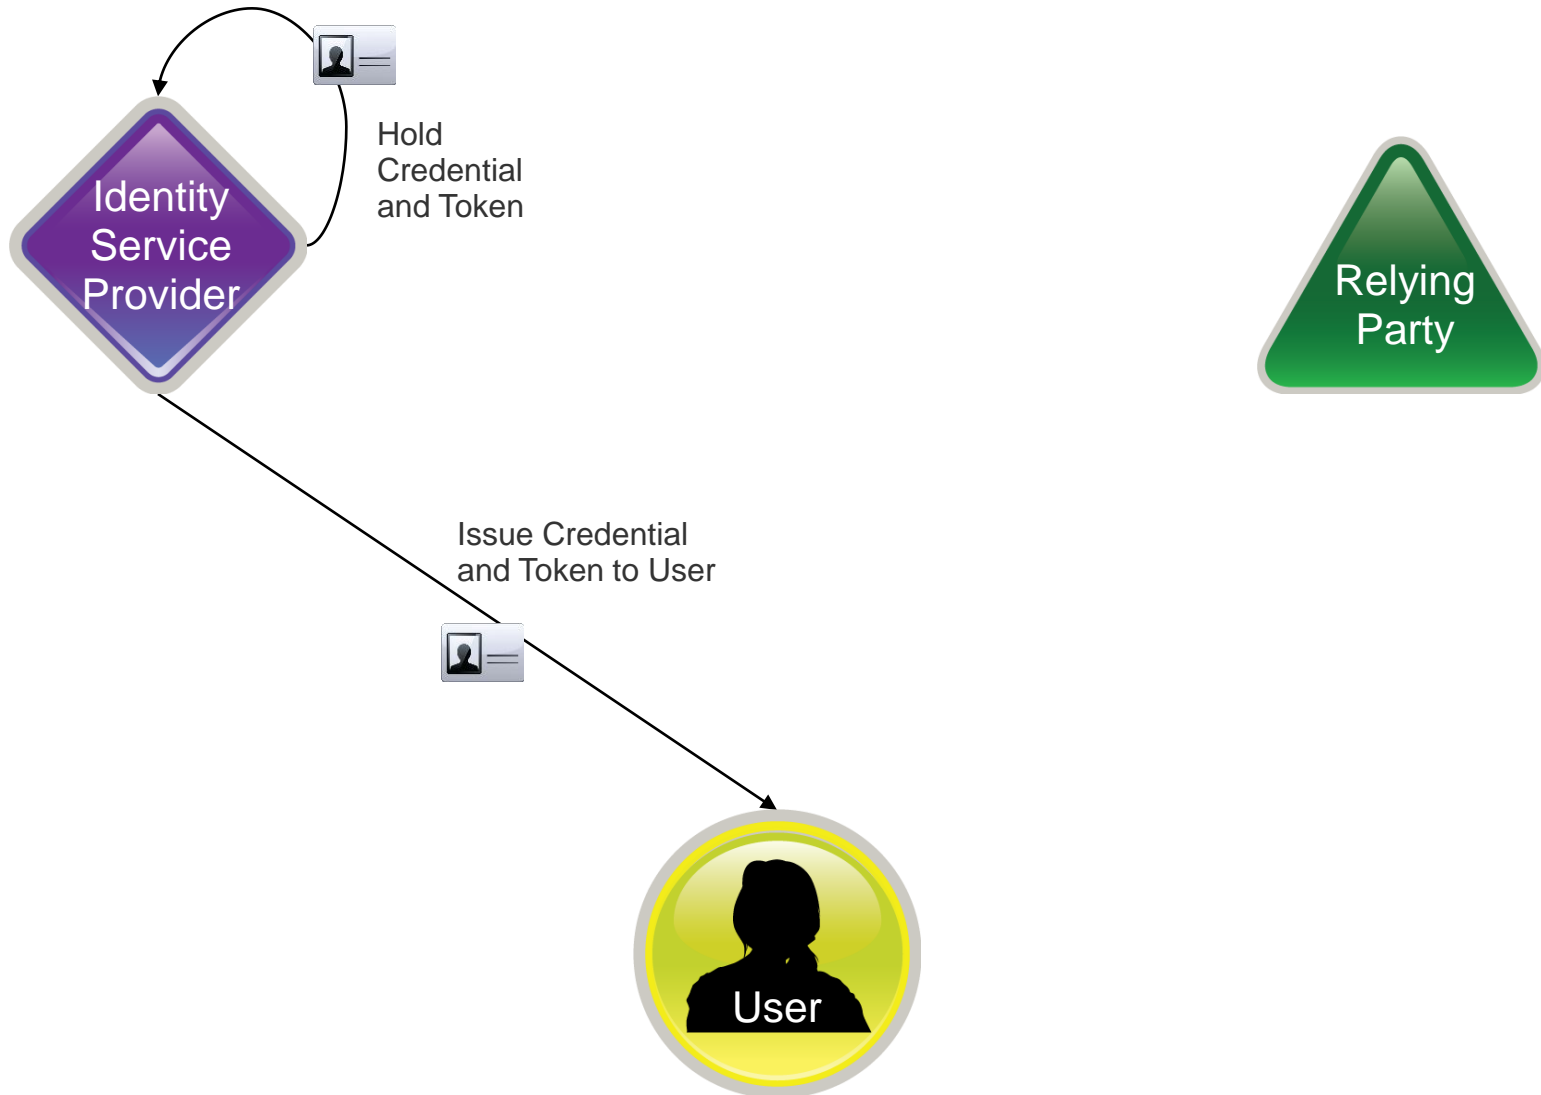 Hold
Credential
and Token
Identity
Service
Provider
Relying
Party
Issue Credential
and Token to User
User